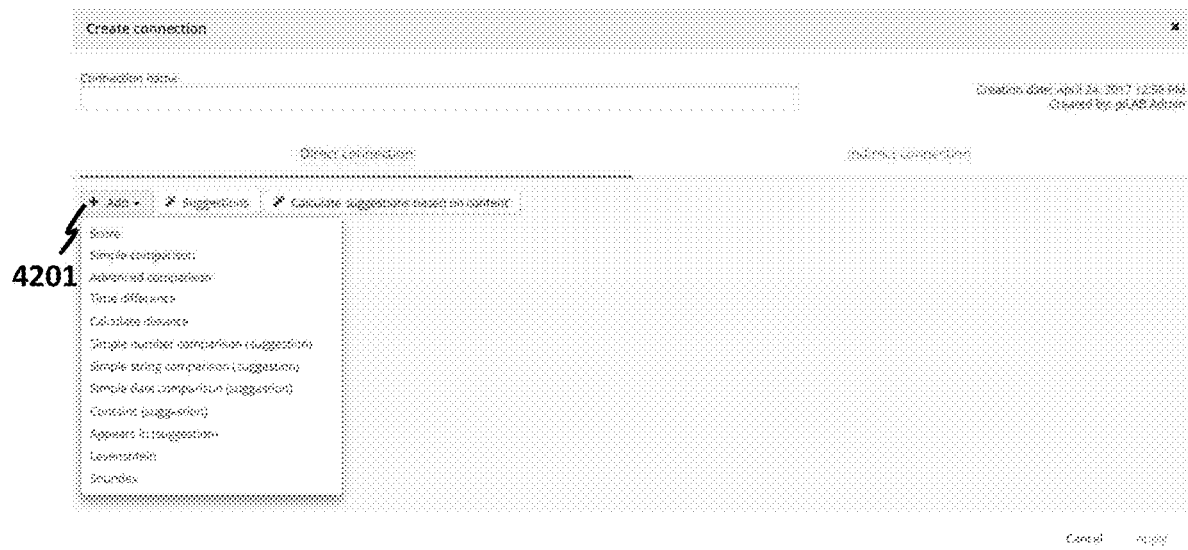 Create connection ×
Connection name
Creation date: April 24, 2017 12:56 PM
Created by: piLAB Admin
Direct connection Indirect connection
+ Add Suggestions Calculate suggestions based on content
4201
Score
Simple comparison
Advanced comparison
Time difference
Calculate distance
Simple number comparison (suggestion)
Simple string comparison (suggestion)
Simple date comparison (suggestion)
Contains (suggestion)
Appears in (suggestion)
Levenshtein
Soundex
Cancel Apply